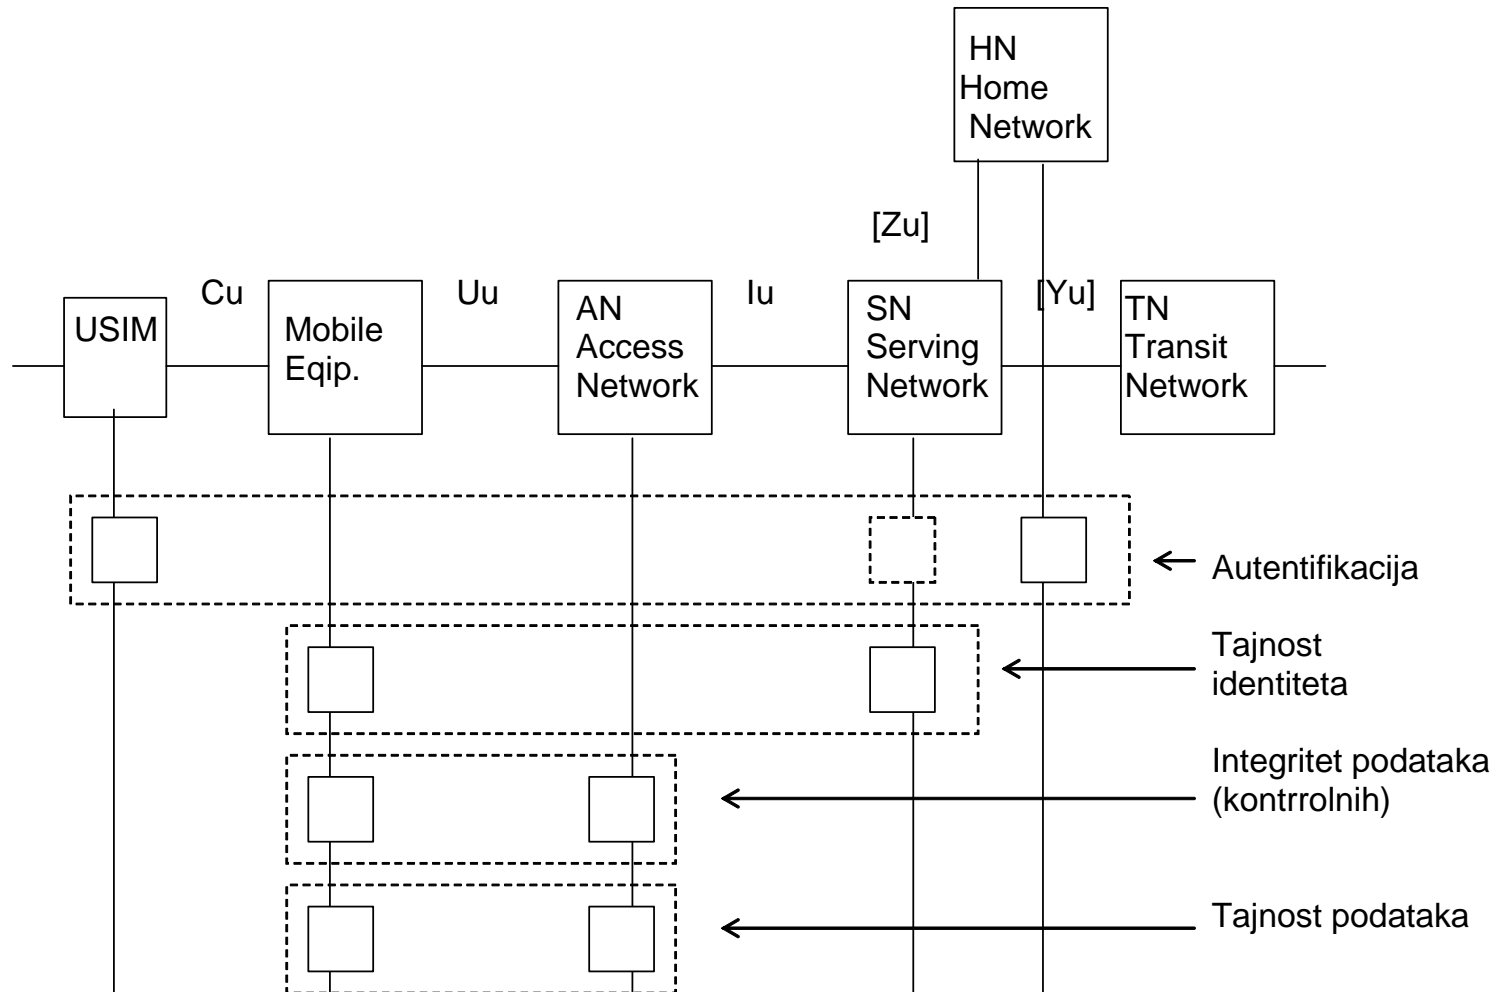 HN
Home
Network
[Zu]
Cu
Uu
Iu
[Yu]
USIM
Mobile
Eqip.
AN
Access
Network
SN
Serving
Network
TN
Transit
Network
Autentifikacija
Tajnost
identiteta
Integritet podataka
(kontrrolnih)
Tajnost podataka